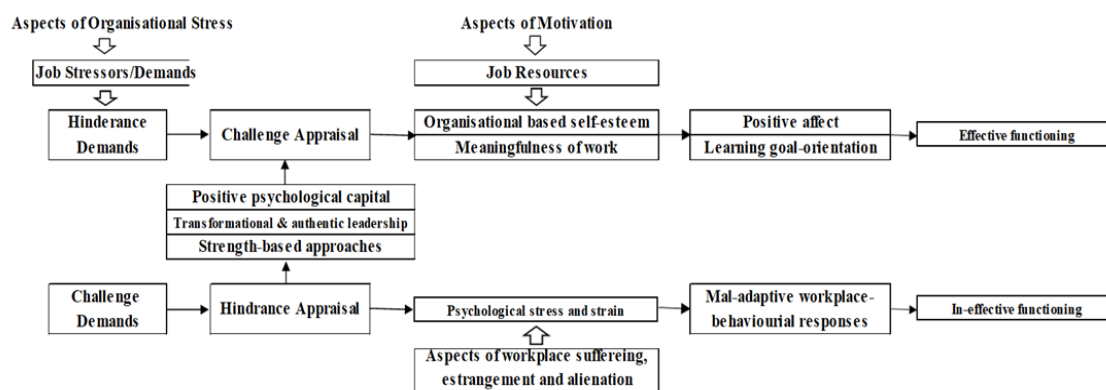 Aspects of Organisational Stress
Aspects of Motivation
Job Stressors/Demands
Job Resources
Hinderance
Demands
Challenge Appraisal
Organisational based self-esteem
Meaningfulness of work
Positive affect
Learning goal-orientation
Effective functioning
Positive psychological capital
Transformational & authentic leadership
Strength-based approaches
Challenge
Demands
Hindrance Appraisal
Psychological stress and strain
Mal-adaptive workplace-
behaviourial responses
In-effective functioning
Aspects of workplace suffereing,
estrangement and alienation